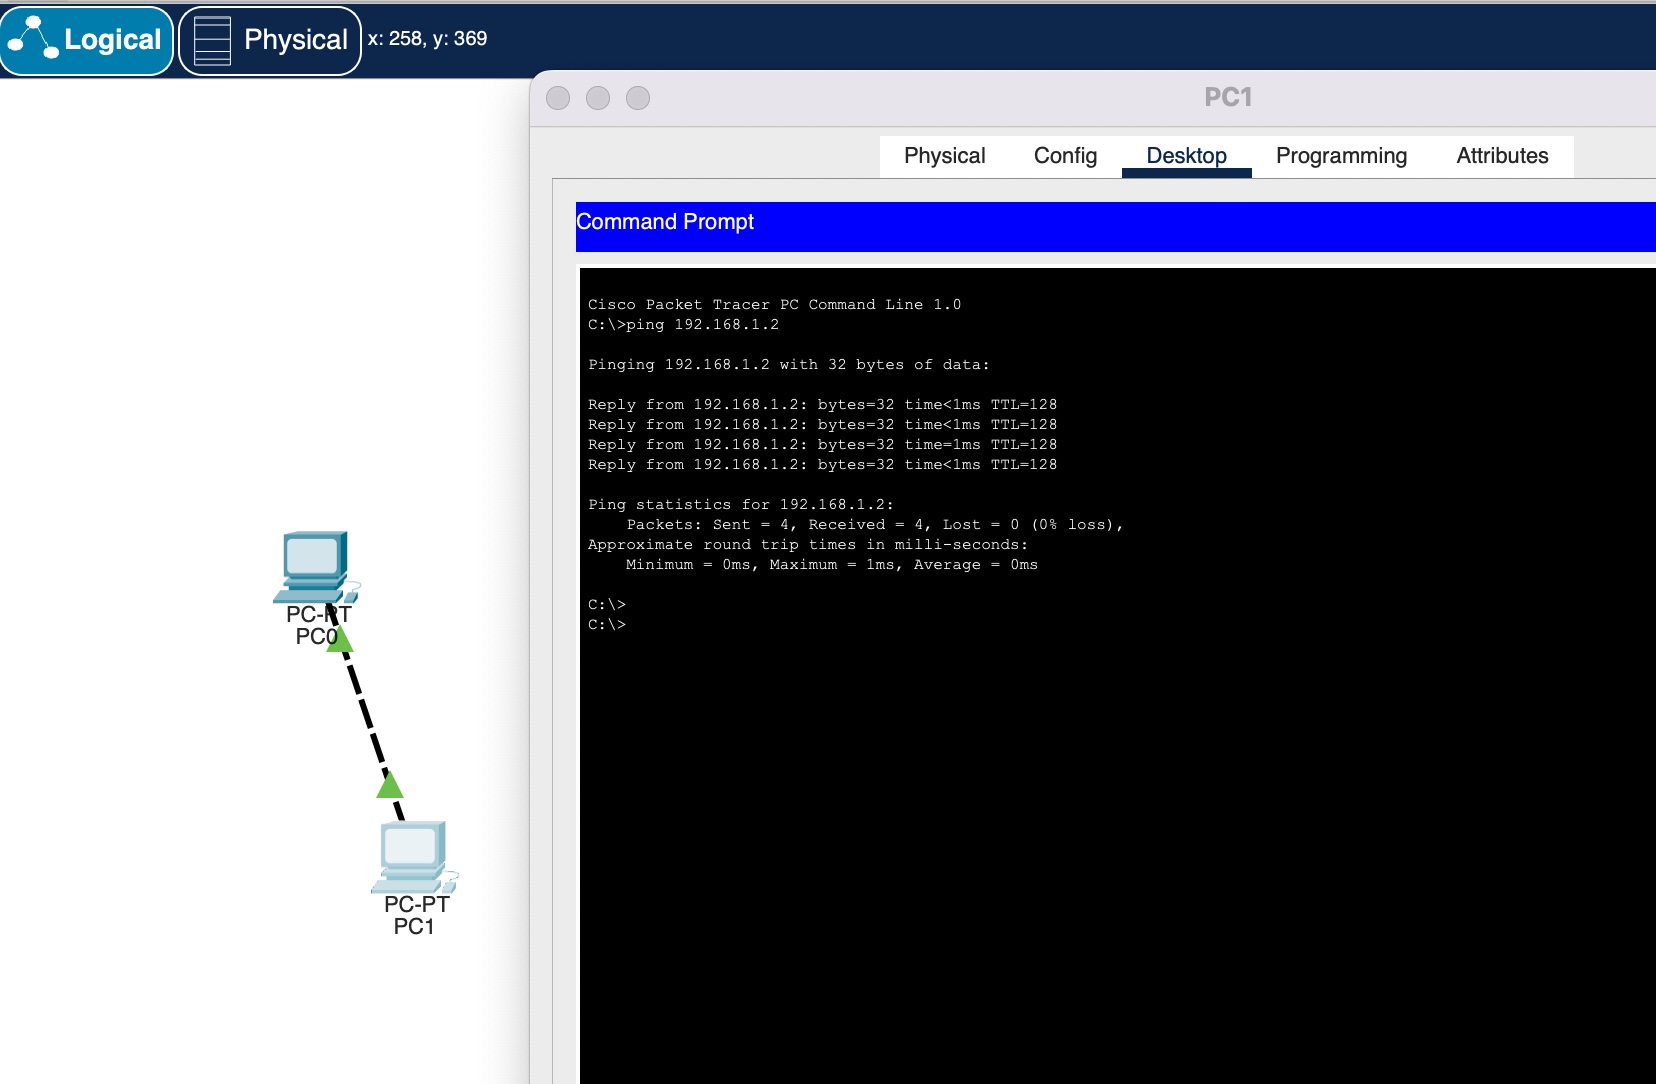 Logical
Physical
x: 258, y: 369
PC1
Physical
Config
Desktop
Programming
Attributes
Command Prompt
Cisco Packet Tracer PC Command Line 1.0
C:\>ping 192.168.1.2
Pinging 192.168.1.2 with 32 bytes of data:
Reply from 192.168.1.2: bytes=32 time<1ms TTL=128
Reply from 192.168.1.2: bytes=32 time<1ms TTL=128
Reply from 192.168.1.2: bytes=32 time=1ms TTL=128
Reply from 192.168.1.2: bytes=32 time<1ms TTL=128
Ping statistics for 192.168.1.2:
    Packets: Sent = 4, Received = 4, Lost = 0 (0% loss),
Approximate round trip times in milli-seconds:
    Minimum = 0ms, Maximum = 1ms, Average = 0ms
C:\>
C:\>
PC-PT
PC0
PC-PT
PC1